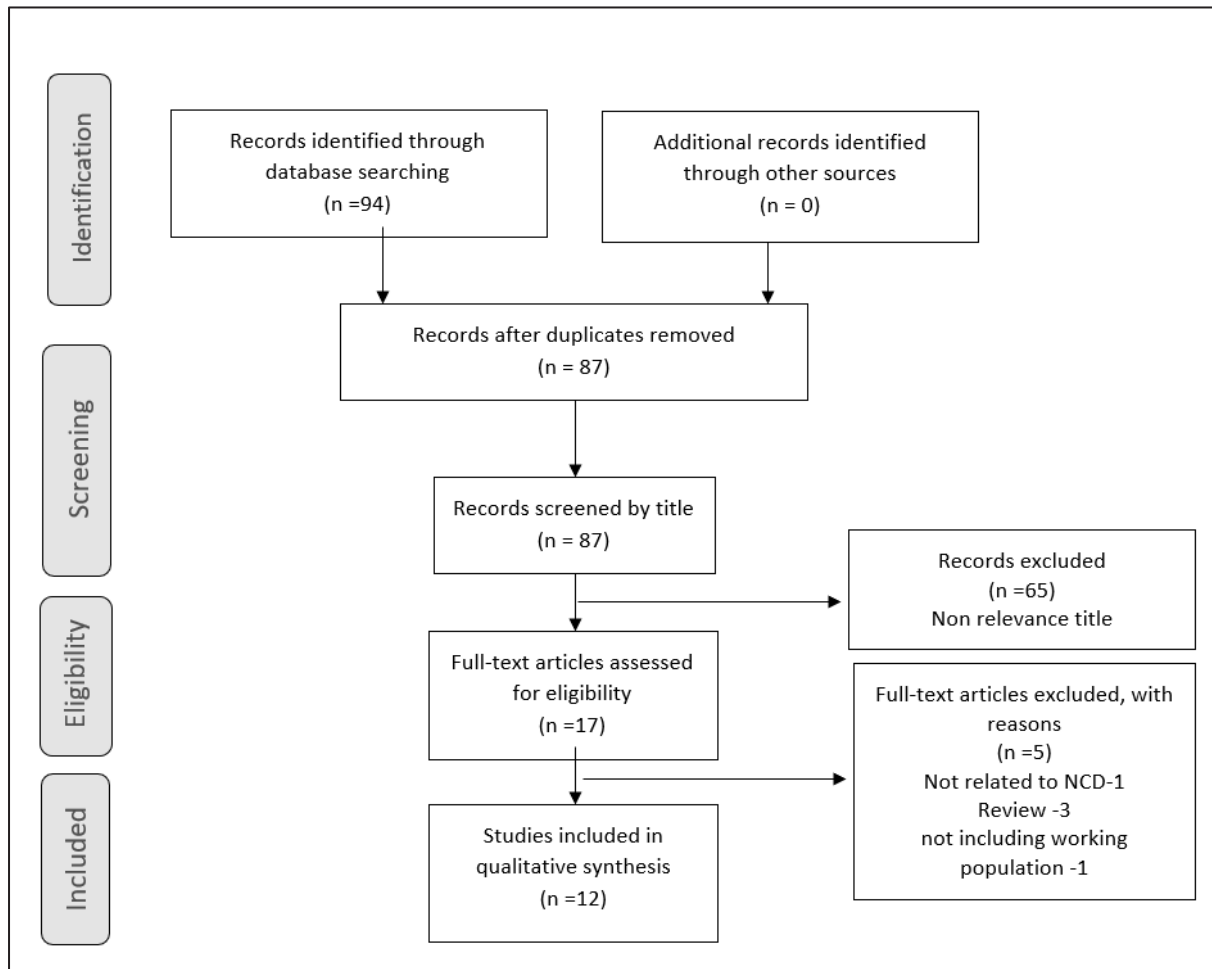 Identification
Records identified through
database searching
(n =94)
Additional records identified
through other sources
(n = 0)
Records after duplicates removed
(n = 87)
Screening
Records screened by title
(n = 87)
Records excluded
(n =65)
Non relevance title
Eligibility
Full-text articles assessed
for eligibility
(n =17)
Full-text articles excluded, with
reasons
(n =5)
Not related to NCD-1
Review -3
not including working
population -1
Included
Studies included in
qualitative synthesis
(n =12)